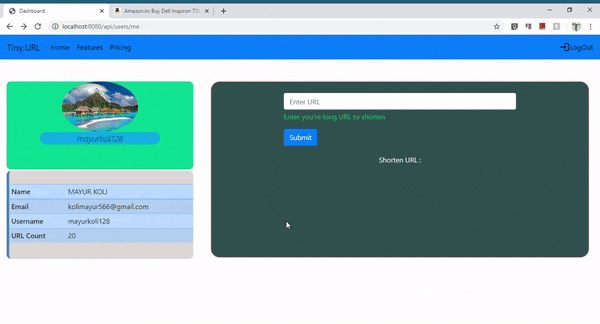 Dashboard
Amazon.in: Buy Dell Inspiron
localhost:8080/api/users/me
Tiny.URL Home Features Pricing LogOut
mayurkoli128
Name MAYUR KOLI
Email kolimayur566@gmail.com
Username mayurkoli128
URL Count 20
Enter URL
Enter you're long URL to shorten
Submit
Shorten URL :